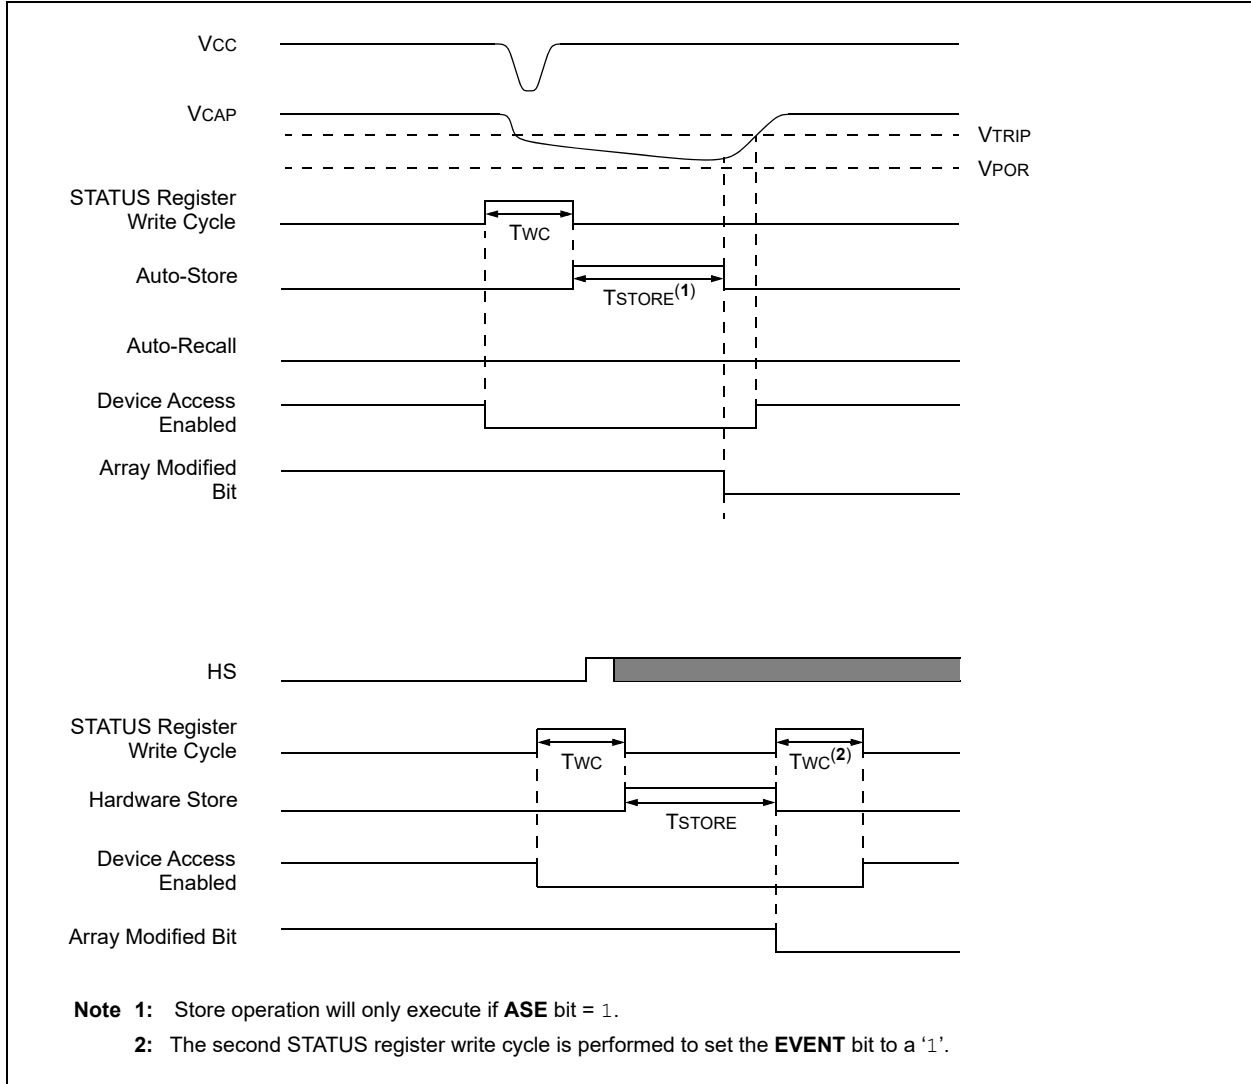 VCC
VCAP
VTRIP
VPOR
STATUS Register
Write Cycle
TWC
Auto-Store
TSTORE(1)
Auto-Recall
Device Access
Enabled
Array Modified
Bit
HS
STATUS Register
Write Cycle
TWC
TWC(2)
Hardware Store
TSTORE
Device Access
Enabled
Array Modified Bit
Note 1: Store operation will only execute if ASE bit = 1.
2: The second STATUS register write cycle is performed to set the EVENT bit to a ‘1’.